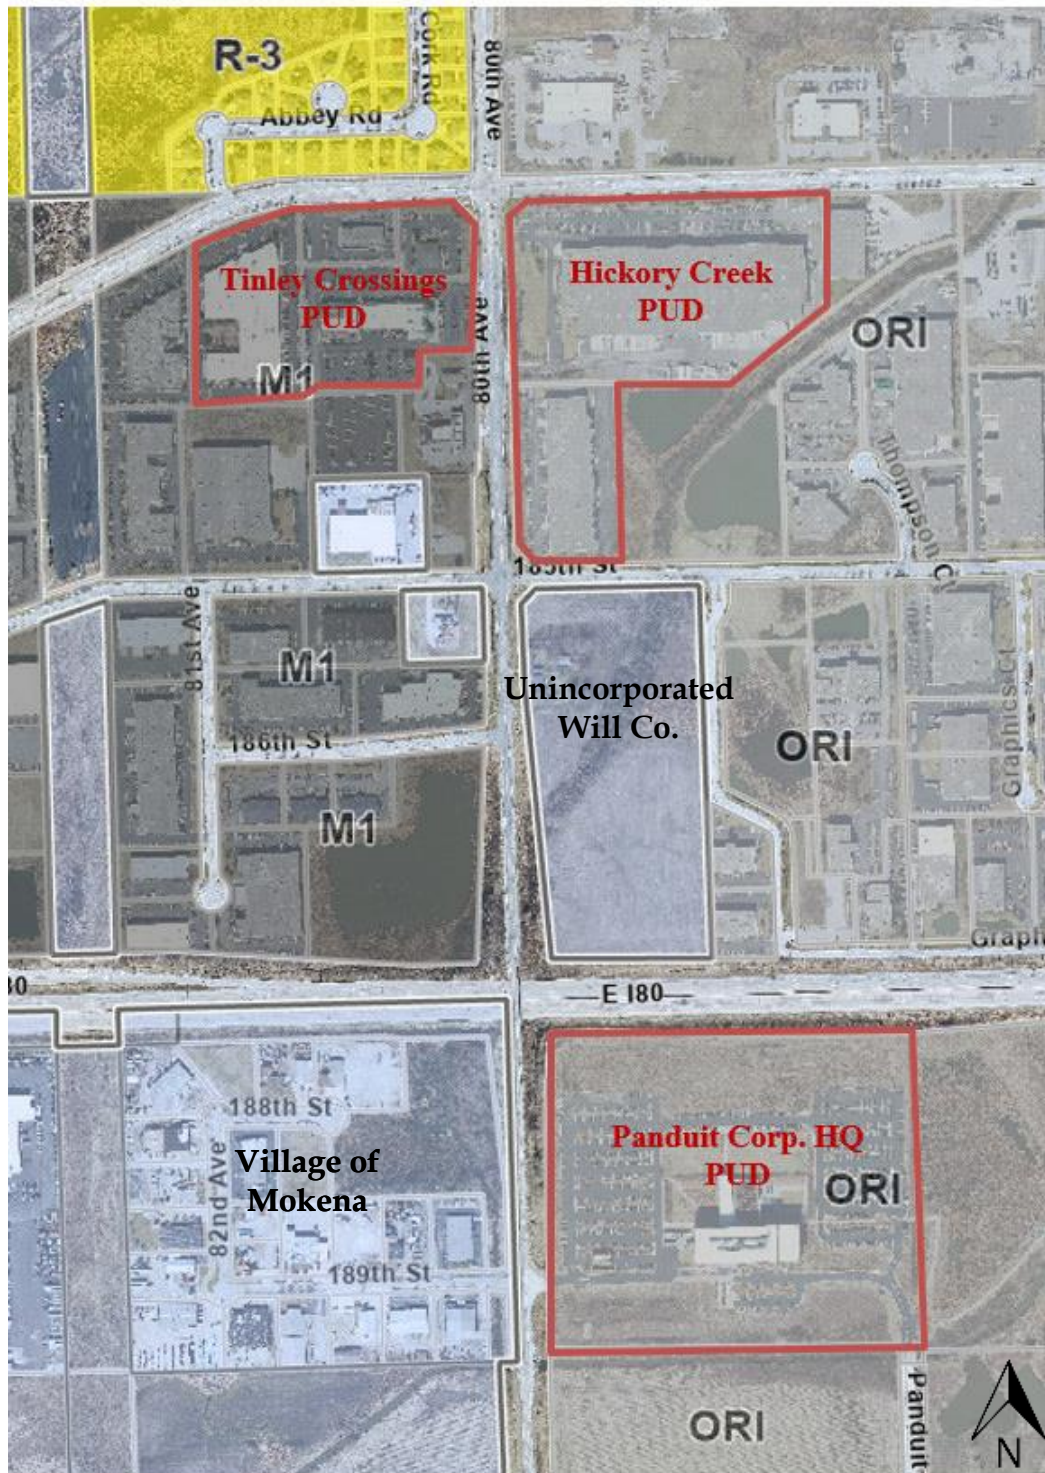 R-3
Cork Rd
80th Ave
Abbey Rd
Tinley Crossings
PUD
Hickory Creek
PUD
M1
80th Ave
ORI
Thompson Ct
185th St
81st Ave
M1
Unincorporated
Will Co.
186th St
ORI
Graphics Ct
M1
Graph
80
E I80
188th St
Panduit Corp. HQ
PUD
Village of
Mokena
82nd Ave
ORI
189th St
Panduit
ORI
N